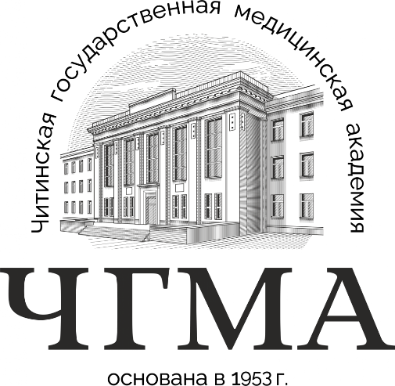 Читинская государственная медицинская академия
ЧГМА
основана в 1953 г.